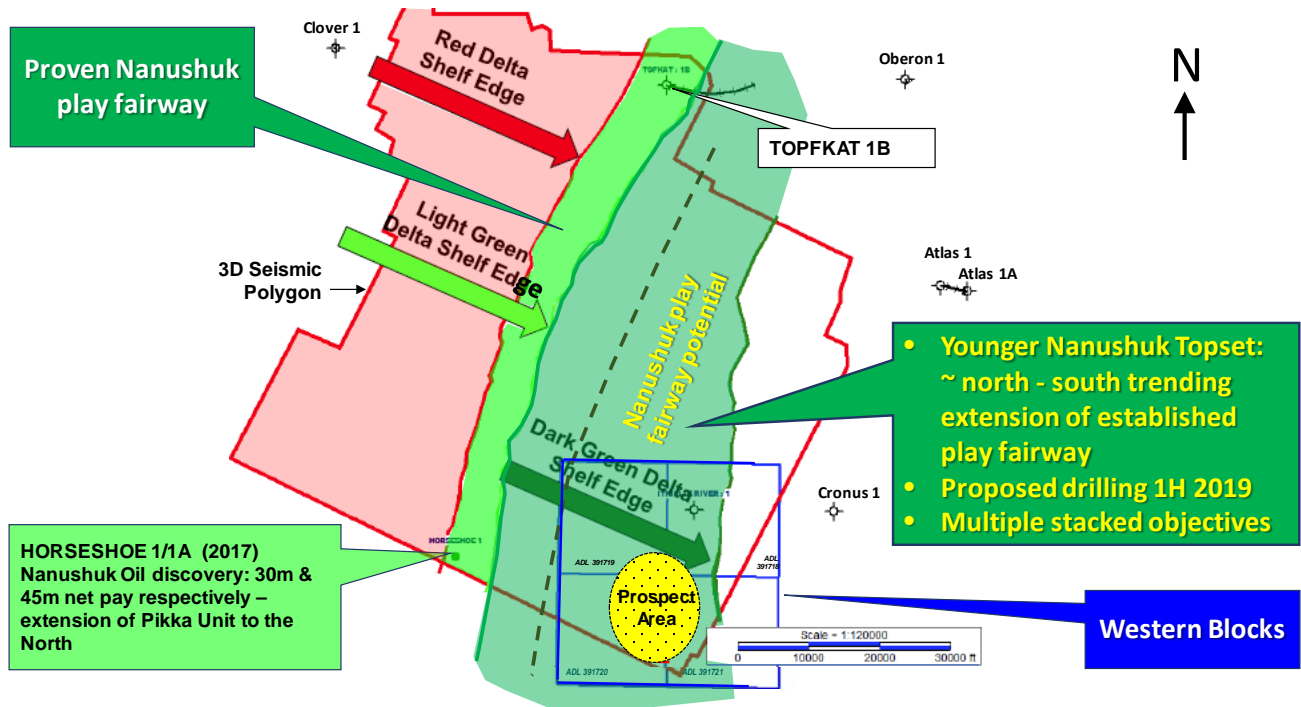 Clover 1
Red Delta
Shelf Edge
Proven Nanushuk
play fairway
TOFKAT : 1B
Oberon 1
N
TOPFKAT 1B
Light Green
Delta Shelf Edge
3D Seismic
Polygon
Atlas 1
Atlas 1A
Nanushuk play
fairway potential
• Younger Nanushuk Topset:
~ north - south trending
extension of established
play fairway
• Proposed drilling 1H 2019
• Multiple stacked objectives
Dark Green Delta
Shelf Edge
Cronus 1
HORSESHOE 1
HORSESHOE 1/1A (2017)
Nanushuk Oil discovery: 30m &
45m net pay respectively –
extension of Pikka Unit to the
North
ADL 391719
ADL
391718
Prospect
Area
Western Blocks
Scale = 1:120000
0 10000 20000 30000 ft
ADL 391720
ADL 391721